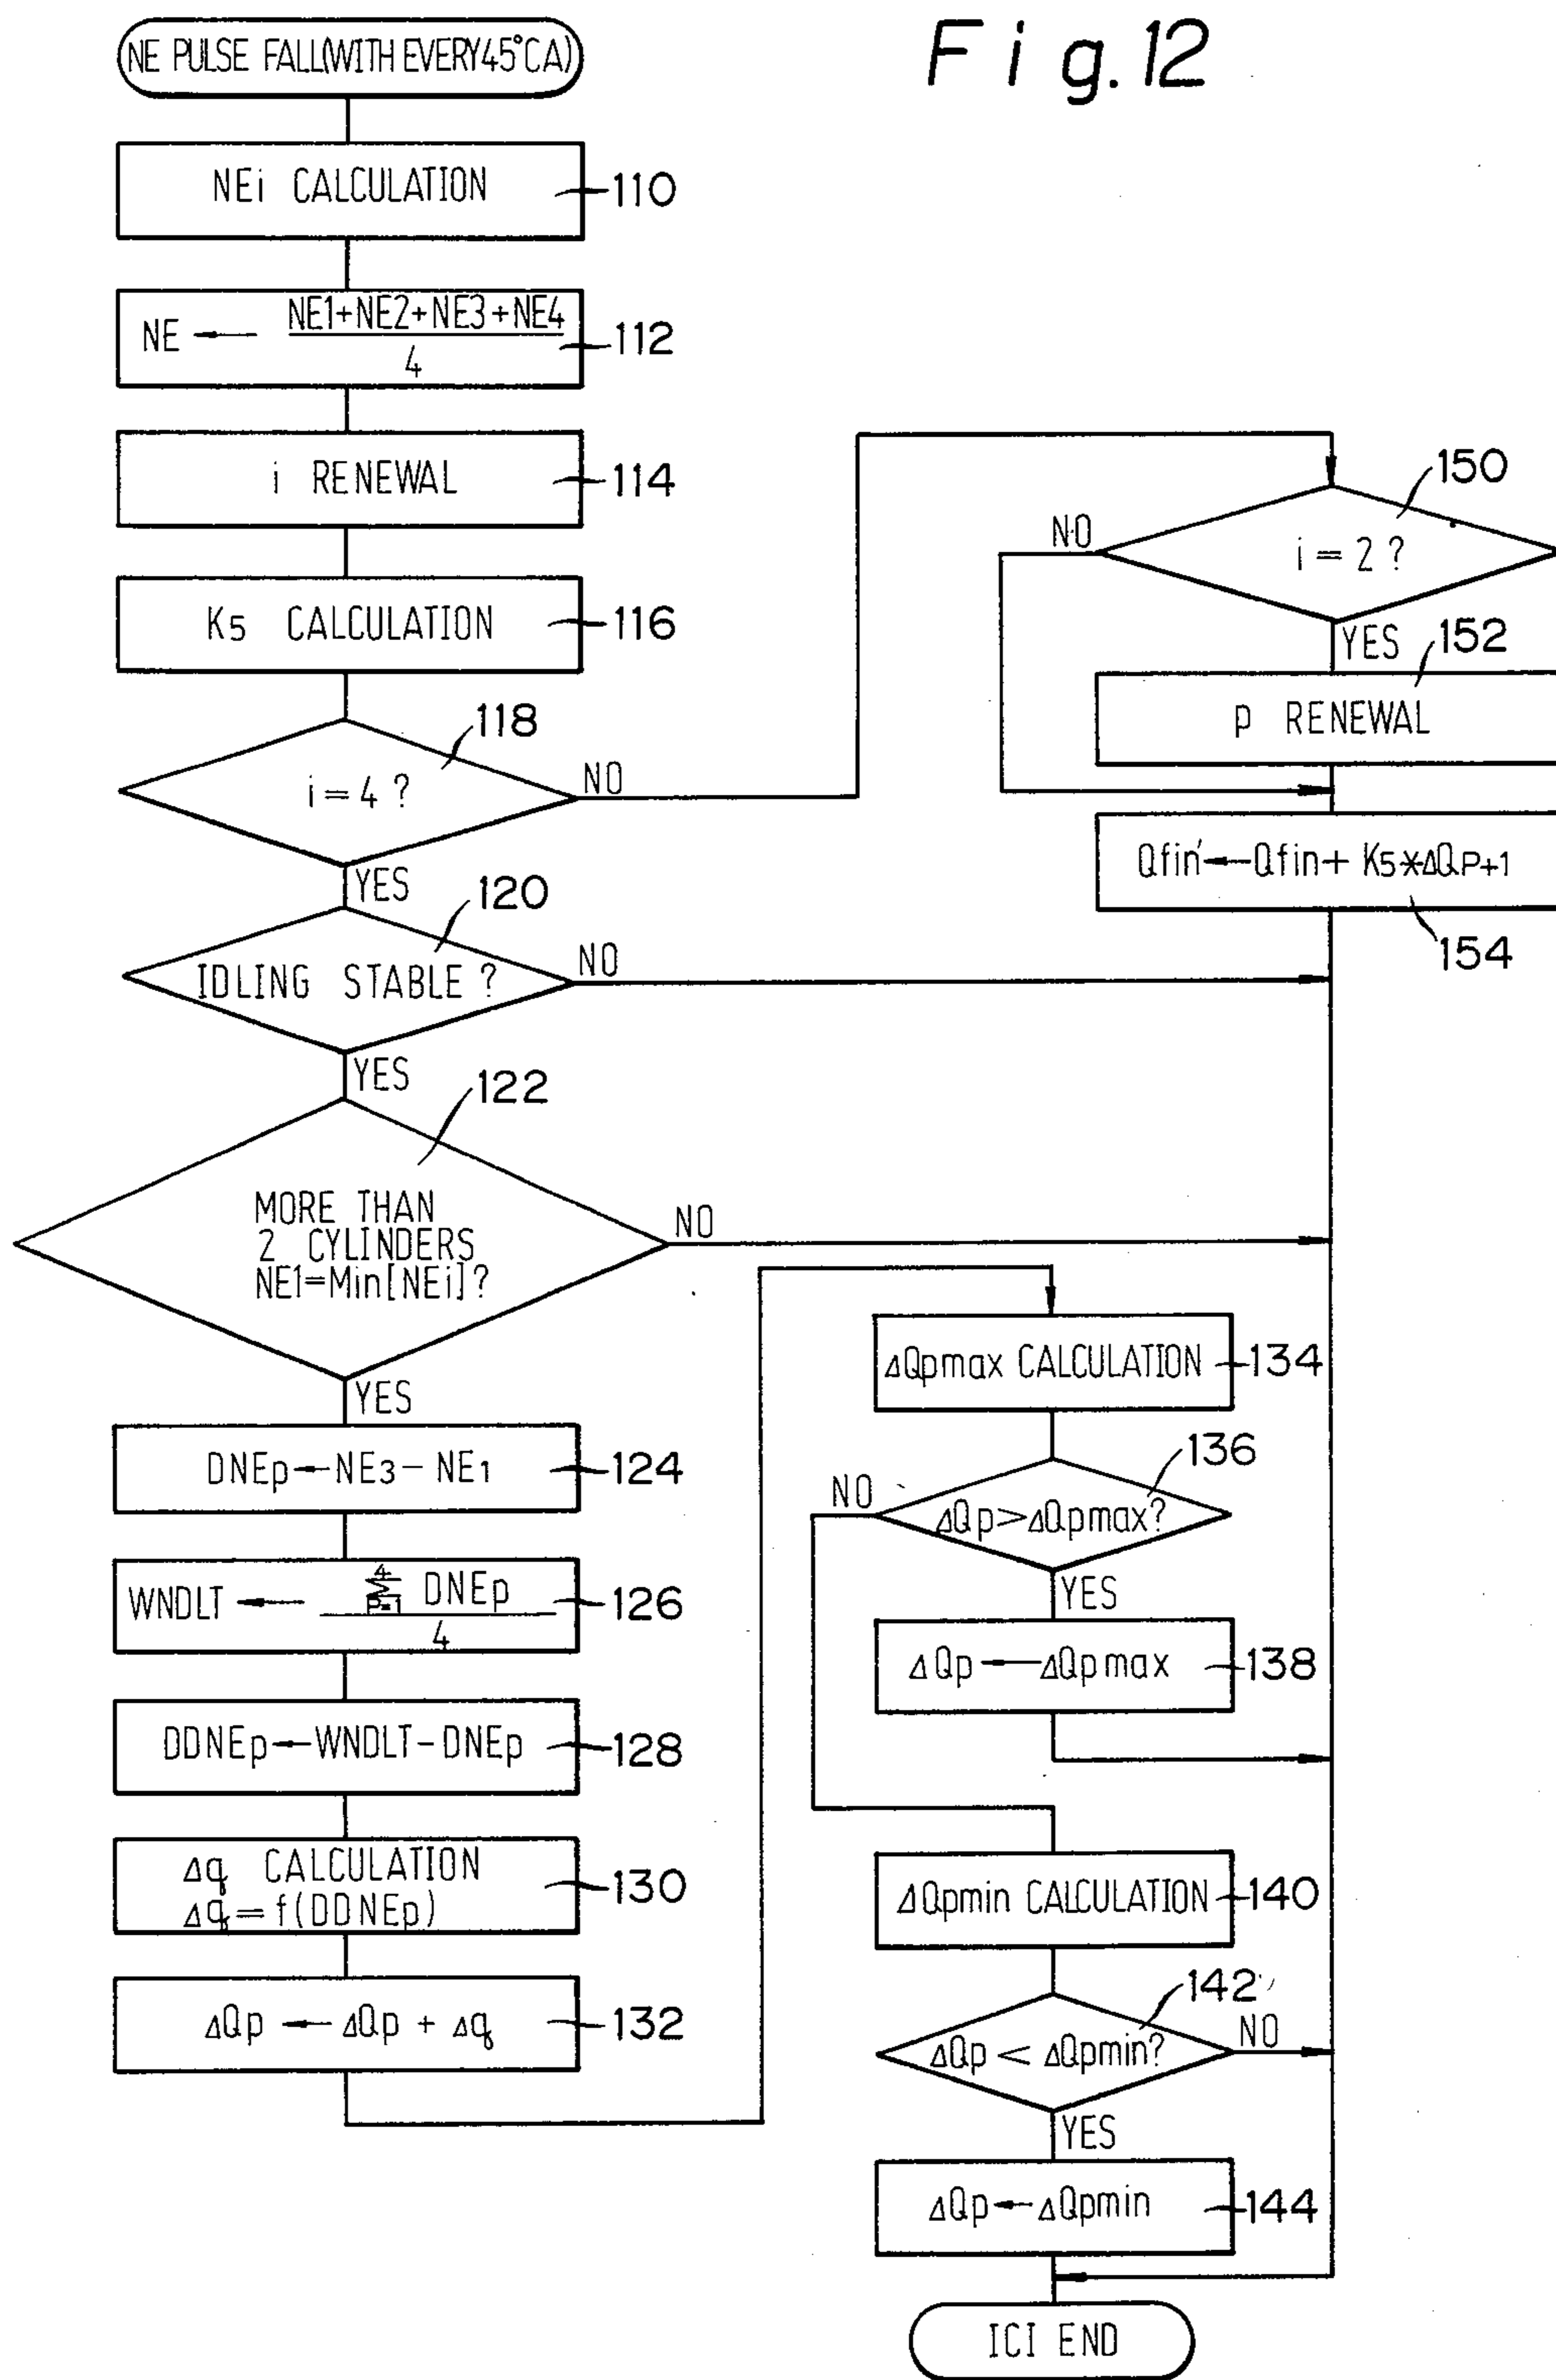 Fig.12
NE PULSE FALL(WITH EVERY 45°CA)
NEi CALCULATION
110
NE ← NE1+NE2+NE3+NE4
4
112
i RENEWAL
114
K5 CALCULATION
116
i = 4 ?
118
NO
YES
IDLING STABLE ?
120
NO
YES
MORE THAN
2 CYLINDERS
NE1=Min[NEi]?
122
NO
YES
DNEp←NE3−NE1
124
WNDLT ← 4Σp=1 DNEp
4
126
DDNEp←WNDLT−DNEp
128
Δq CALCULATION
Δq = f(DDNEp)
130
ΔQp ← ΔQp + Δq
132
ΔQpmax CALCULATION
134
ΔQp>ΔQpmax?
136
NO
YES
ΔQp ← ΔQpmax
138
ΔQpmin CALCULATION
140
ΔQp < ΔQpmin?
142
NO
YES
ΔQp ← ΔQpmin
144
i = 2 ?
150
NO
YES
p RENEWAL
152
Qfin'←Qfin+ K5*ΔQP+1
154
ICI END